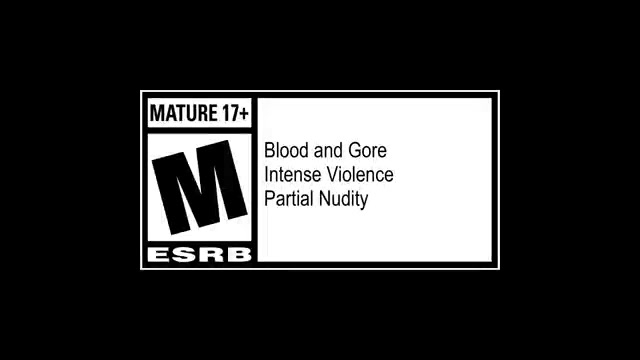 MATURE 17+
M
ESRB
Blood and Gore
Intense Violence
Partial Nudity